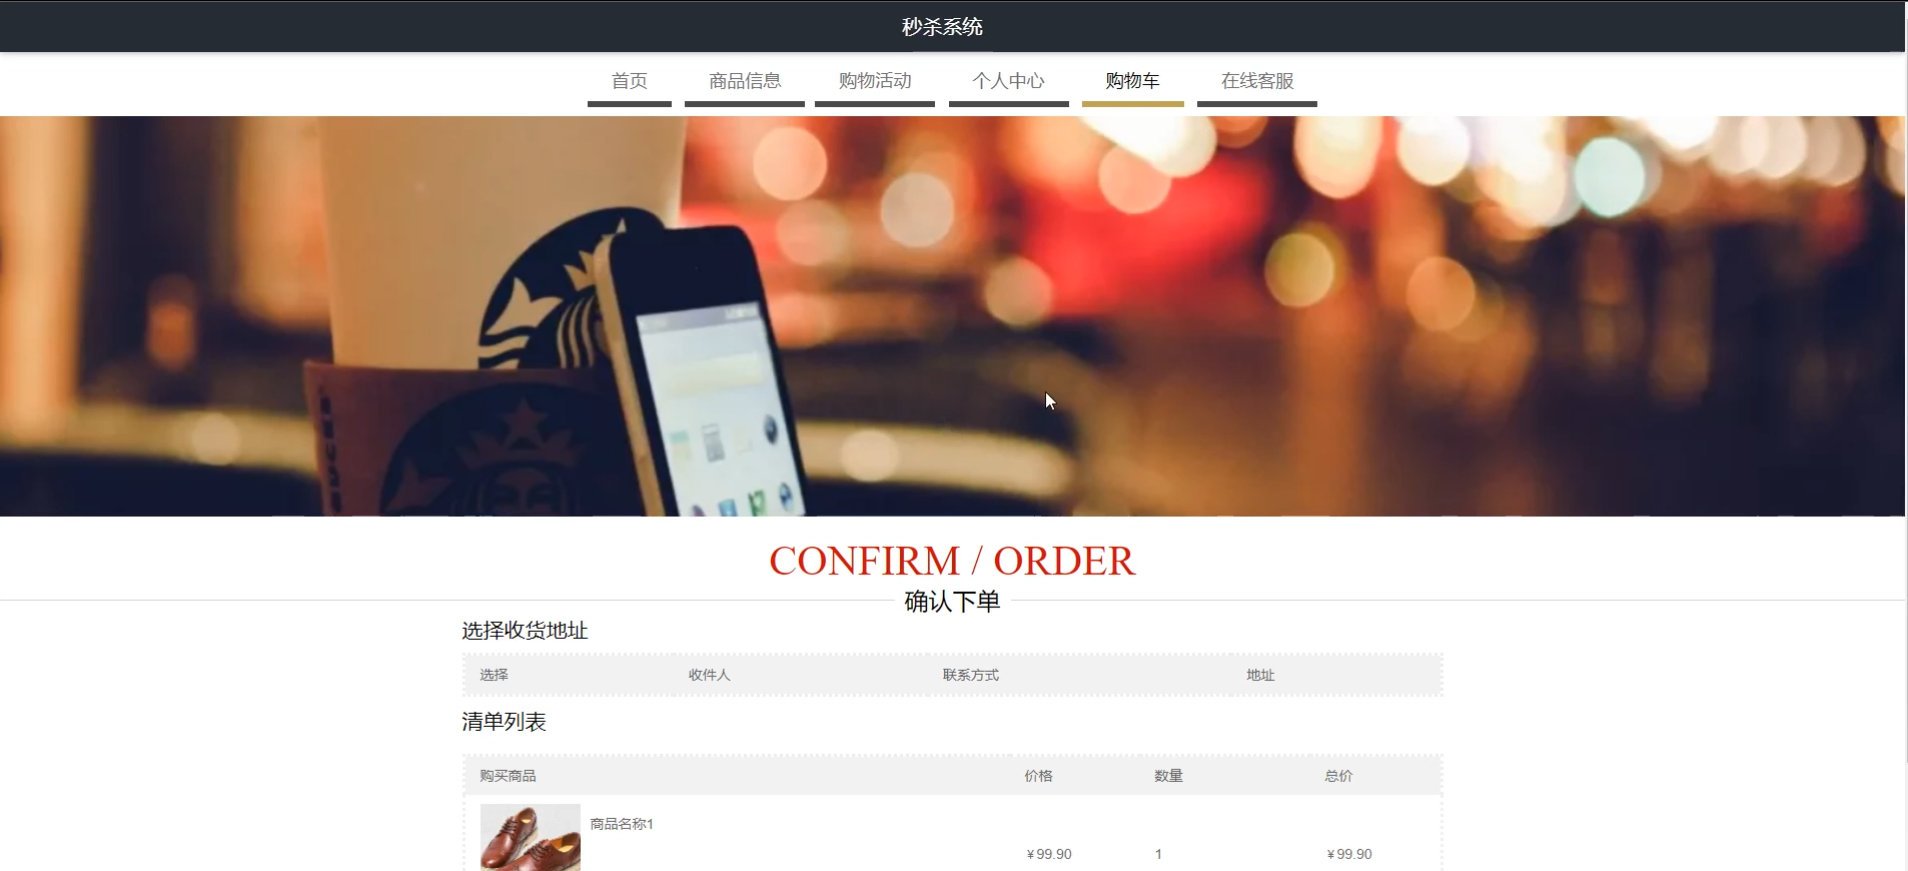 秒杀系统
首页 商品信息 购物活动 个人中心 购物车 在线客服
CONFIRM / ORDER
确认下单
选择收货地址
选择 收件人 联系方式 地址
清单列表
购买商品 价格 数量 总价
商品名称1
¥99.90 1 ¥99.90